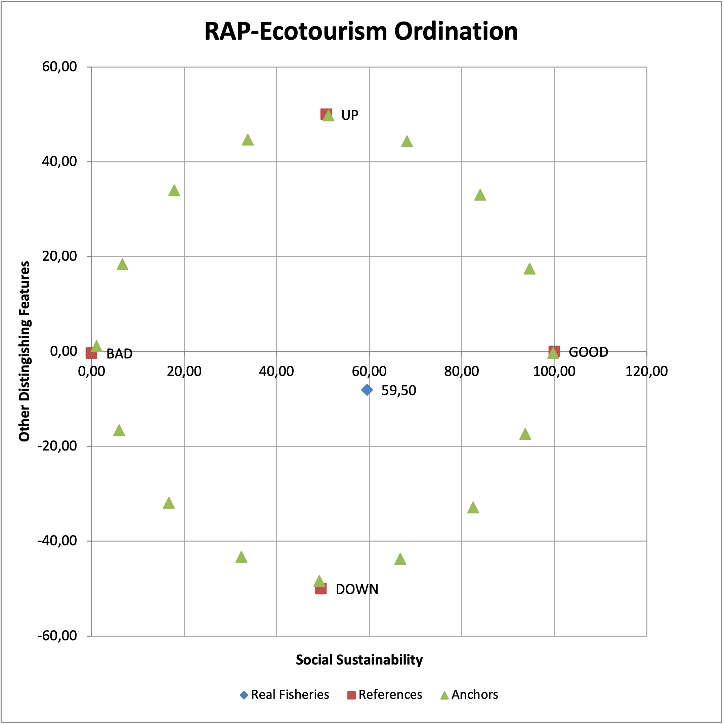 RAP-Ecotourism Ordination
60,00
UP
40,00
20,00
0,00
BAD
GOOD
0,00 20,00 40,00 60,00 80,00 100,00 120,00
59,50
-20,00
-40,00
DOWN
-60,00
Other Distingishing Features
Social Sustainability
Real Fisheries References Anchors